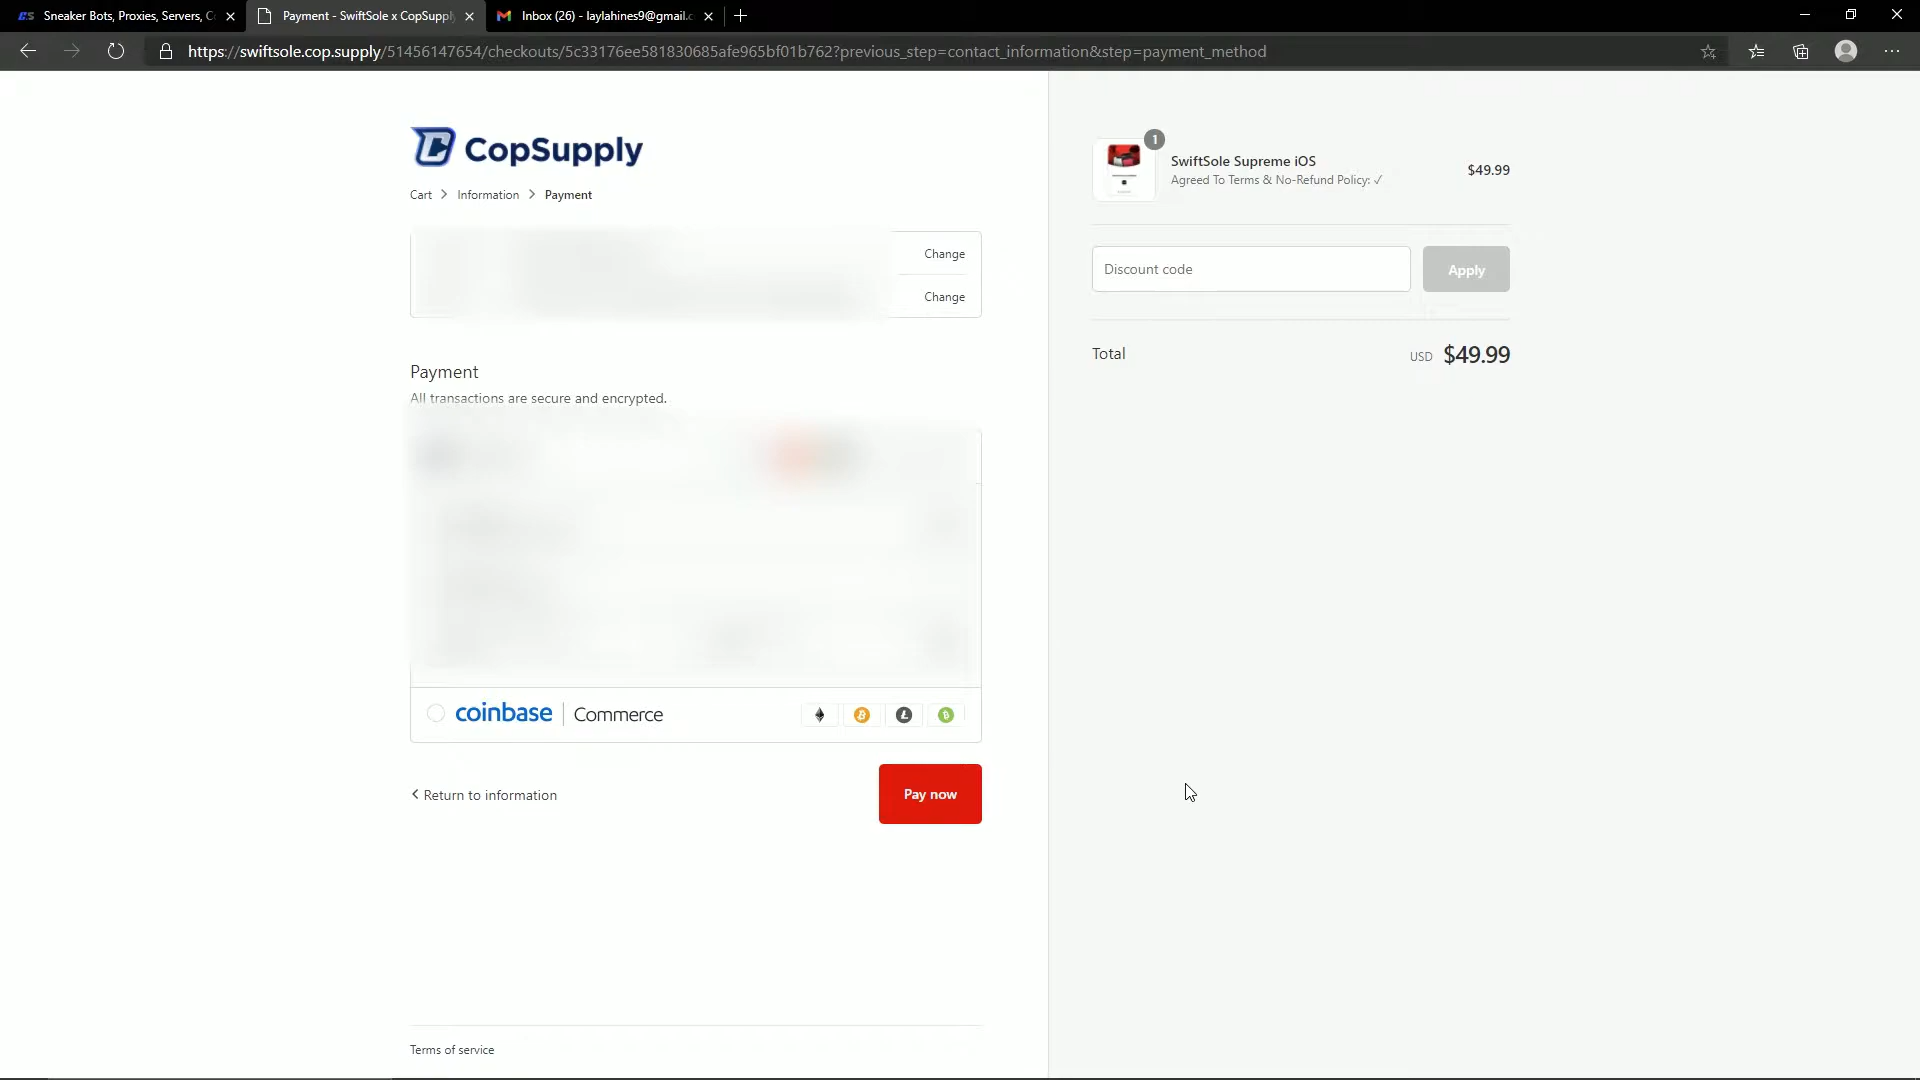 Sneaker Bots, Proxies, Servers, C
Payment - SwiftSole x CopSupply
Inbox (26) - laylahines9@gmail.c
https://swiftsole.cop.supply/51456147654/checkouts/5c33176ee581830685afe965bf01b762?previous_step=contact_information&step=payment_method
CopSupply
Cart > Information > Payment
Change
Change
Payment
All transactions are secure and encrypted.
coinbase | Commerce
< Return to information
Pay now
Terms of service
1
SwiftSole Supreme iOS
Agreed To Terms & No-Refund Policy: ✓
$49.99
Discount code
Apply
Total
USD $49.99